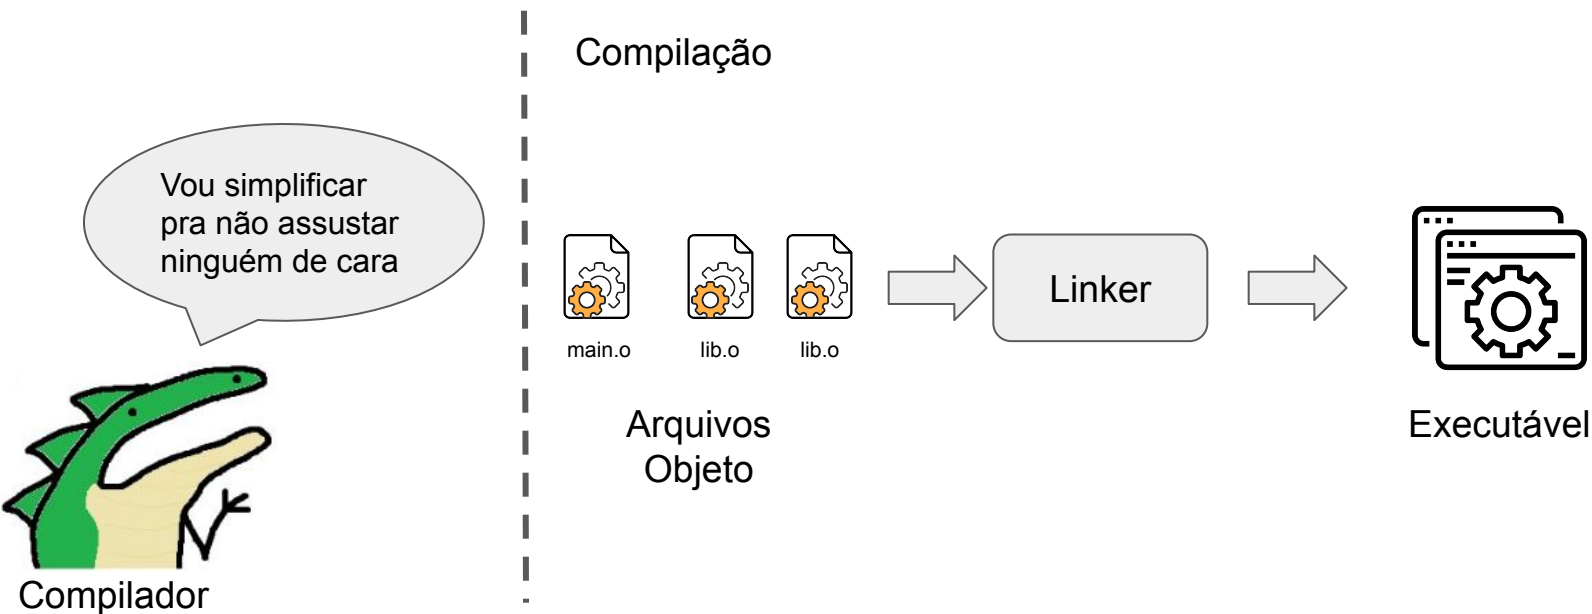 Compilação
Vou simplificar
pra não assustar
ninguém de cara
Linker
main.o
lib.o
lib.o
Arquivos
Objeto
Executável
Compilador